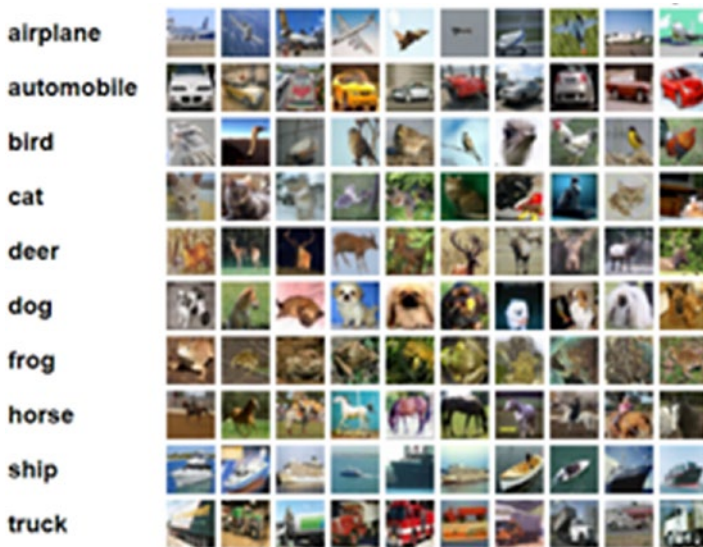 airplane
automobile
bird
cat
deer
dog
frog
horse
ship
truck